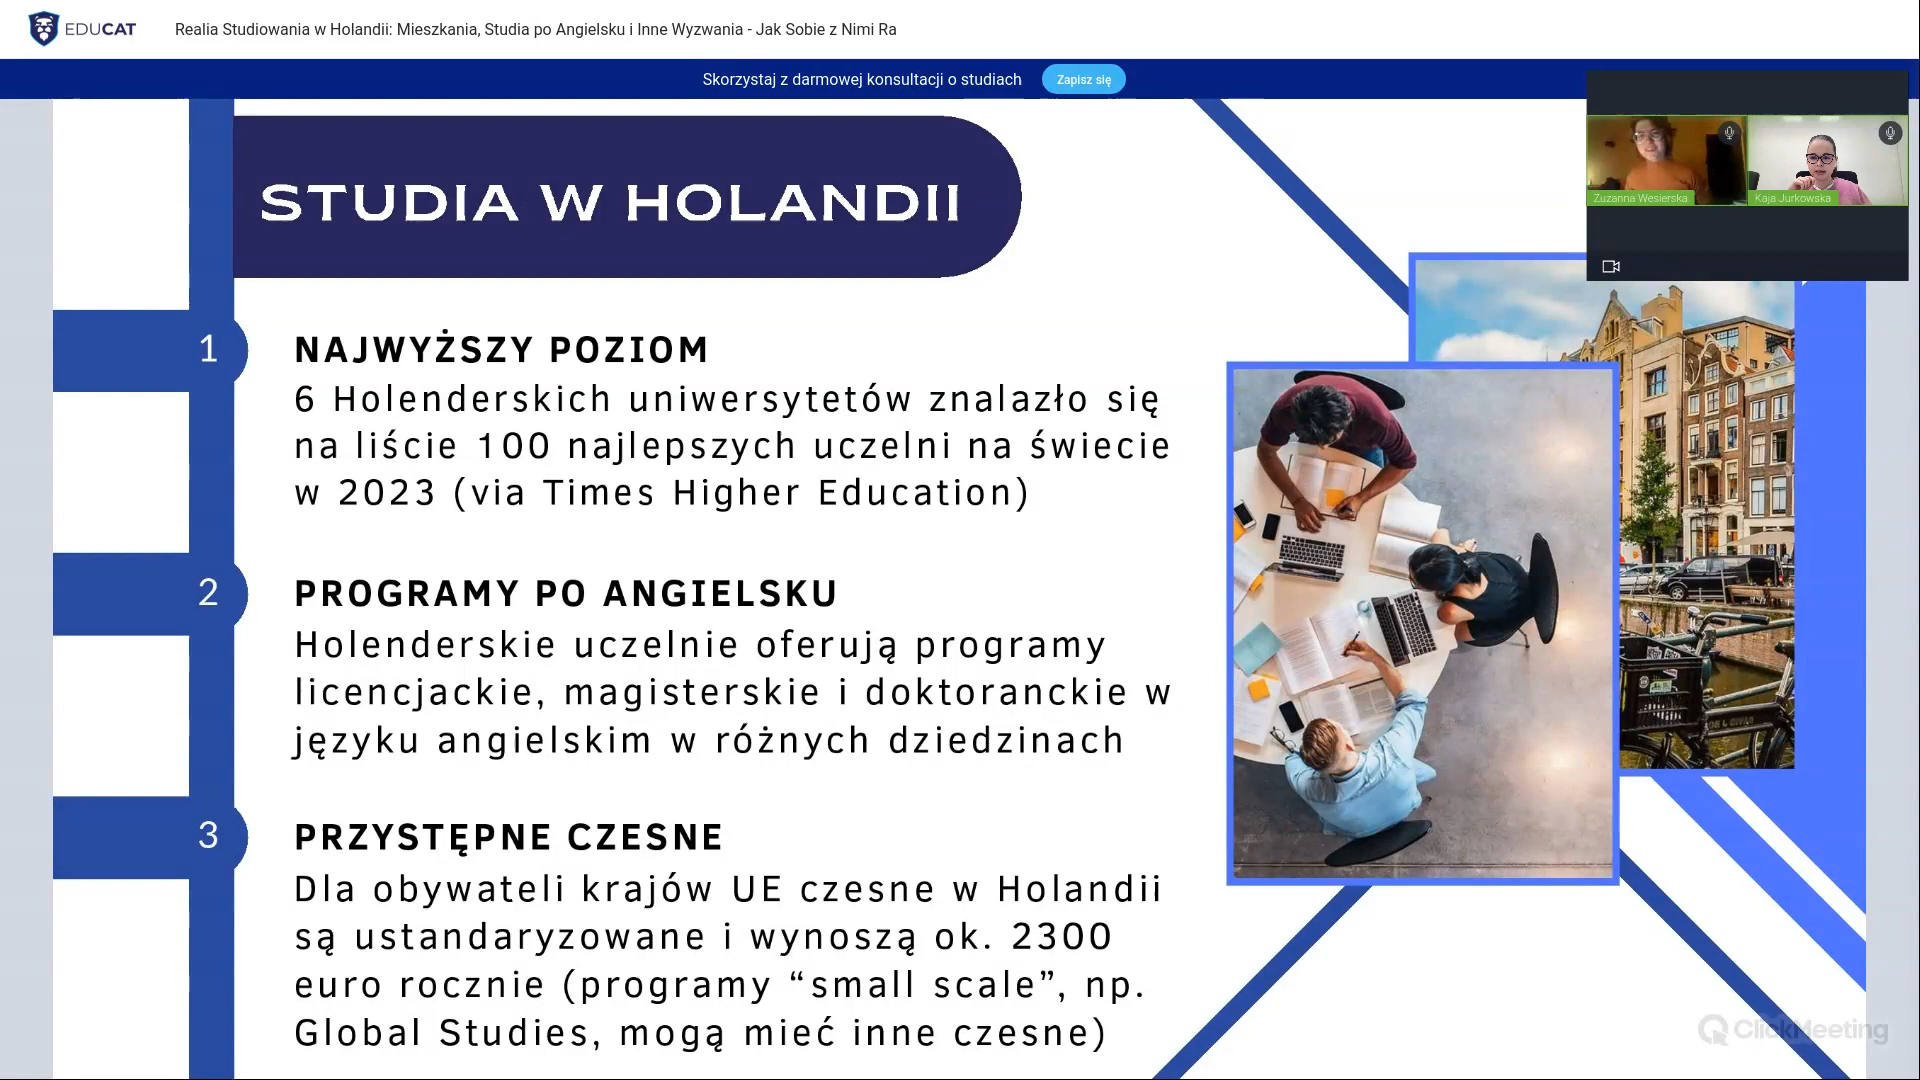 EDUCAT
Realia Studiowania w Holandii: Mieszkania, Studia po Angielsku i Inne Wyzwania - Jak Sobie z Nimi Ra
Skorzystaj z darmowej konsultacji o studiach
Zapisz się
Zuzanna Wesierska
Kaja Jurkowska
STUDIA W HOLANDII
1
NAJWYŻSZY POZIOM
6 Holenderskich uniwersytetów znalazło się
na liście 100 najlepszych uczelni na świecie
w 2023 (via Times Higher Education)
2
PROGRAMY PO ANGIELSKU
Holenderskie uczelnie oferują programy
licencjackie, magisterskie i doktoranckie w
języku angielskim w różnych dziedzinach
3
PRZYSTĘPNE CZESNE
Dla obywateli krajów UE czesne w Holandii
są ustandaryzowane i wynoszą ok. 2300
euro rocznie (programy “small scale”, np.
Global Studies, mogą mieć inne czesne)
ClickMeeting